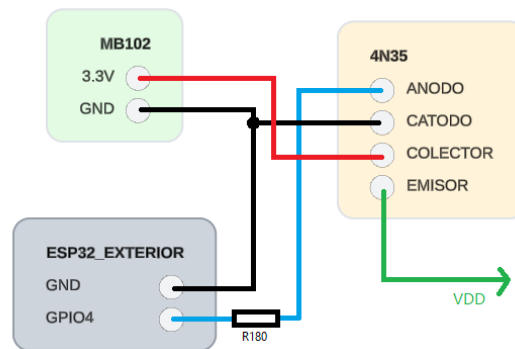 MB102
3.3V
GND
4N35
ANODO
CATODO
COLECTOR
EMISOR
ESP32_EXTERIOR
GND
GPIO4
R180
VDD